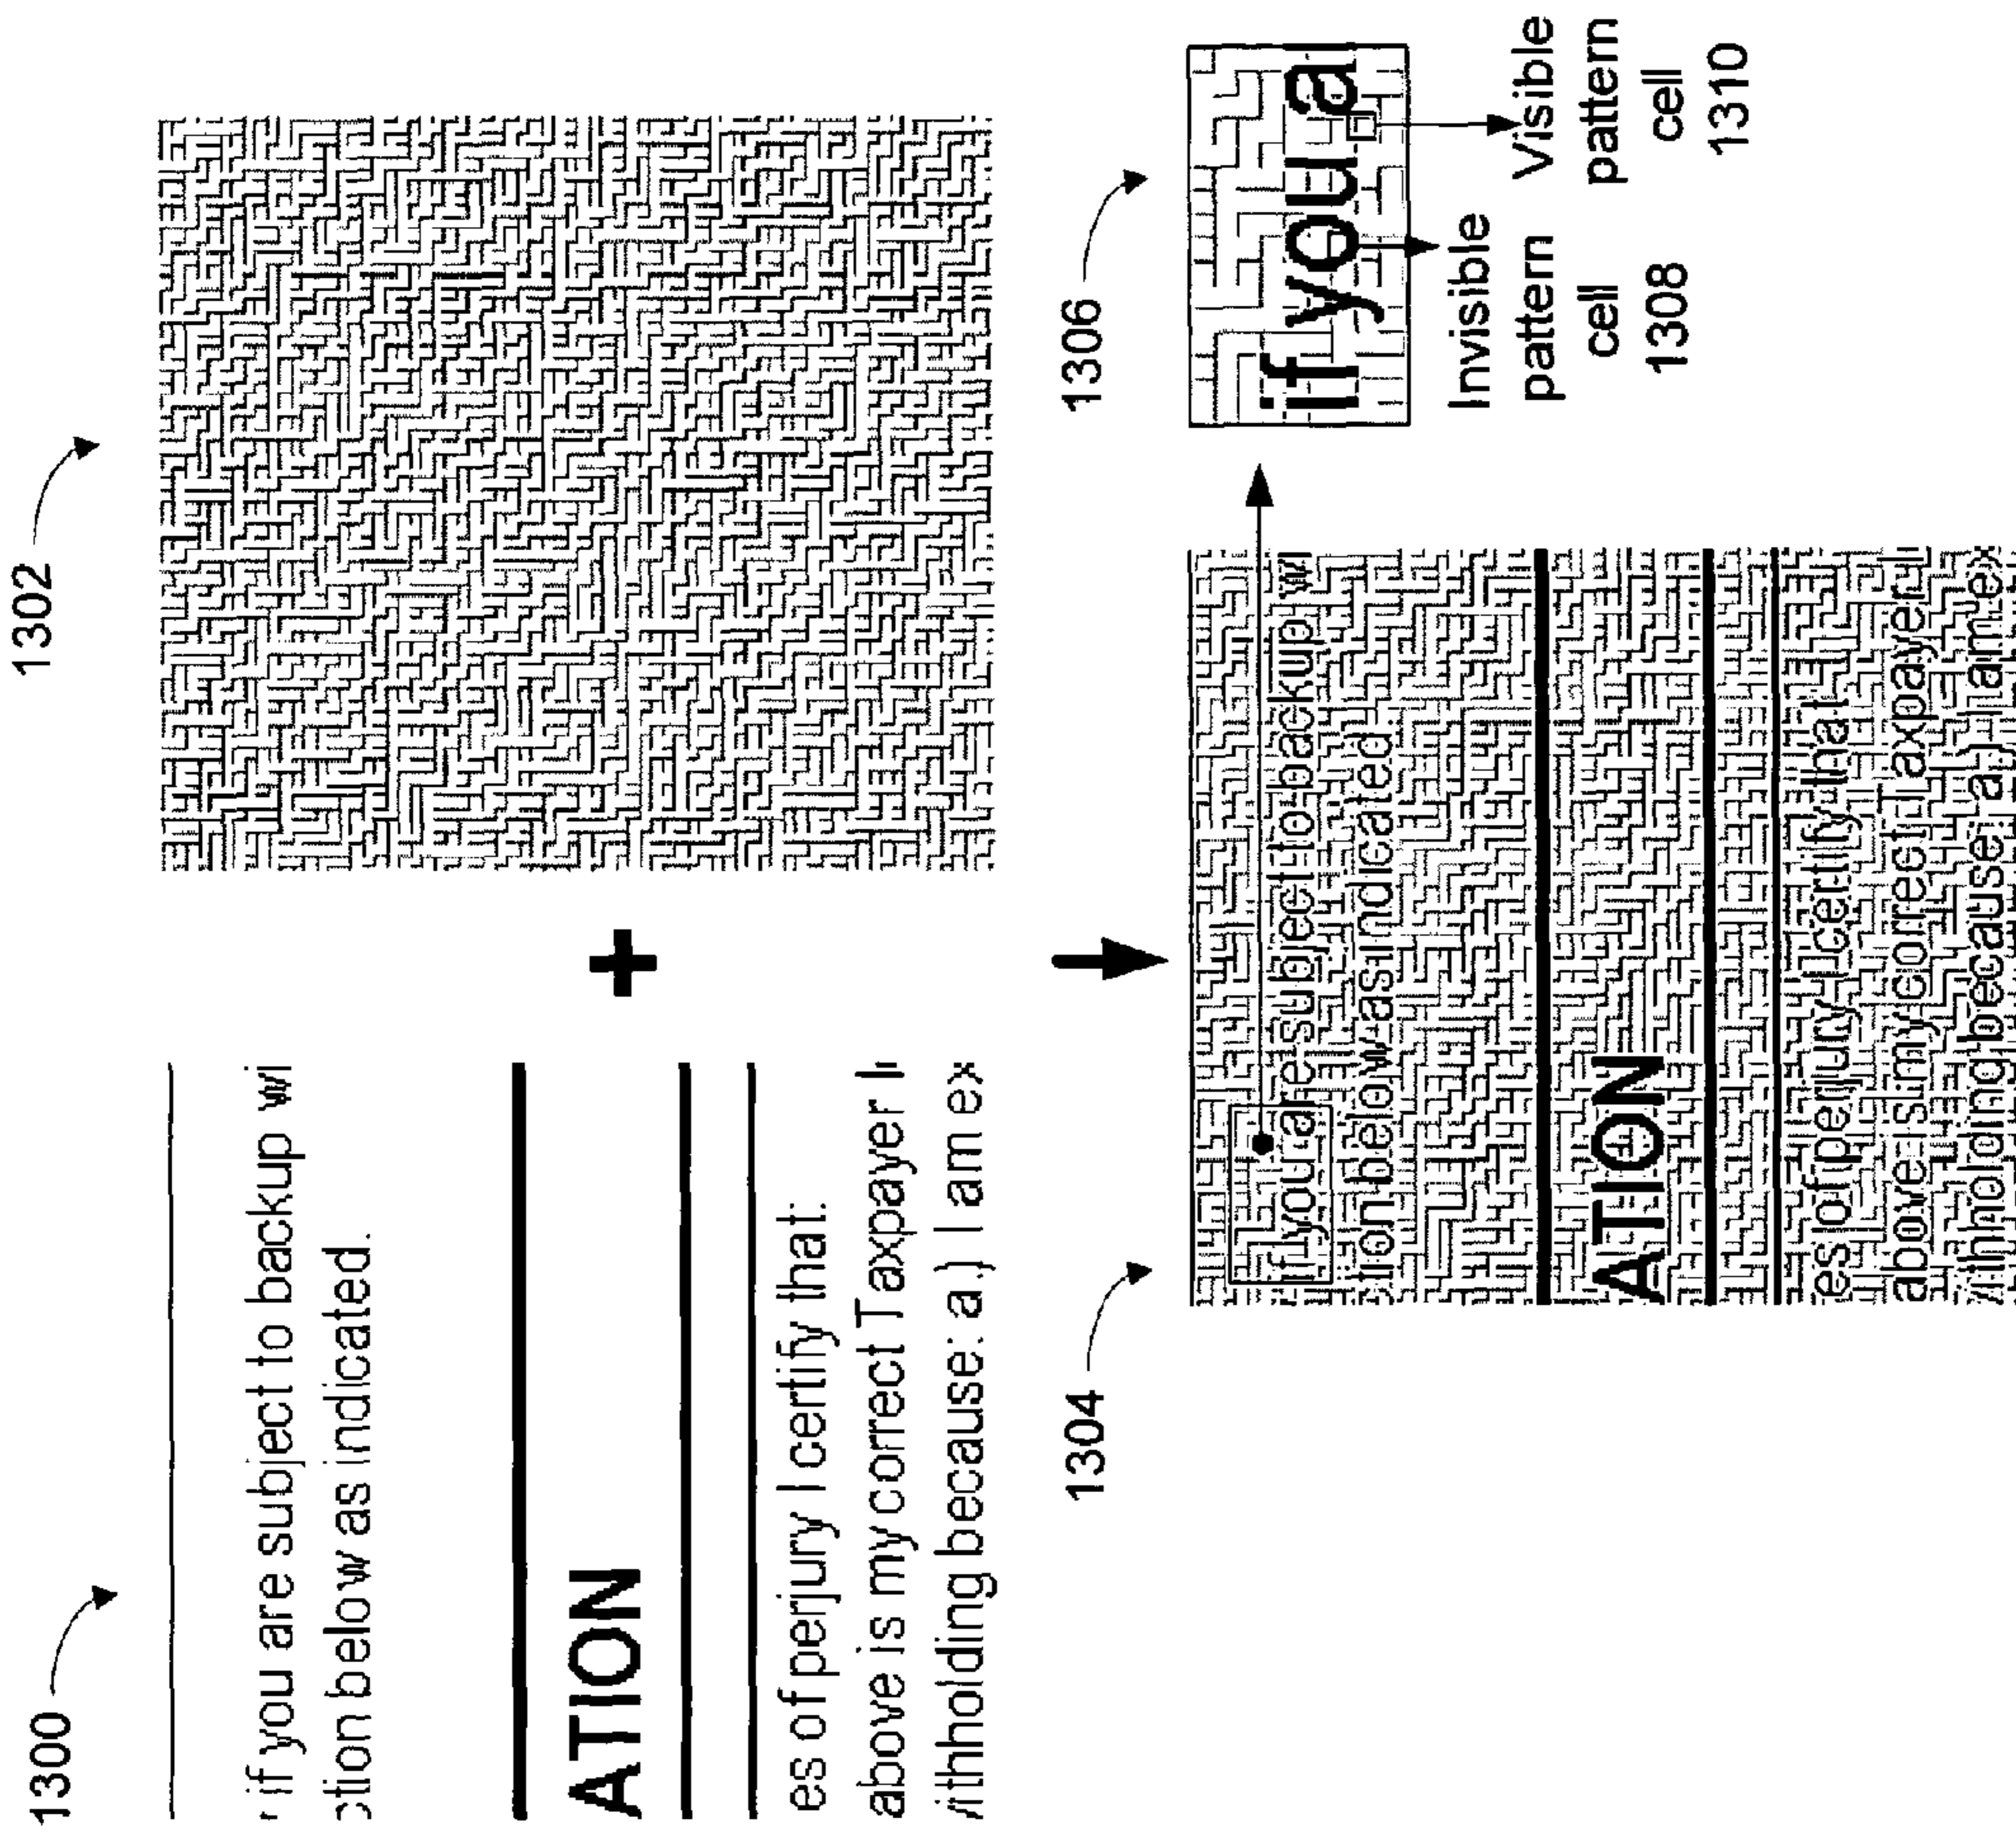 1300
' if you are subject to backup wi
ction below as indicated.
ATION
es of perjury I certify that:
above is my correct Taxpayer I
withholding because: a.) I am ex
+
1302
1304
if you are subject to backup wi
tion below as indicated.
ATION
es of perjury I certify that:
above is my correct Taxpayer I
withholding because: a.) I am ex
1306
if you a
Invisible
pattern
cell
1308
Visible
pattern
cell
1310